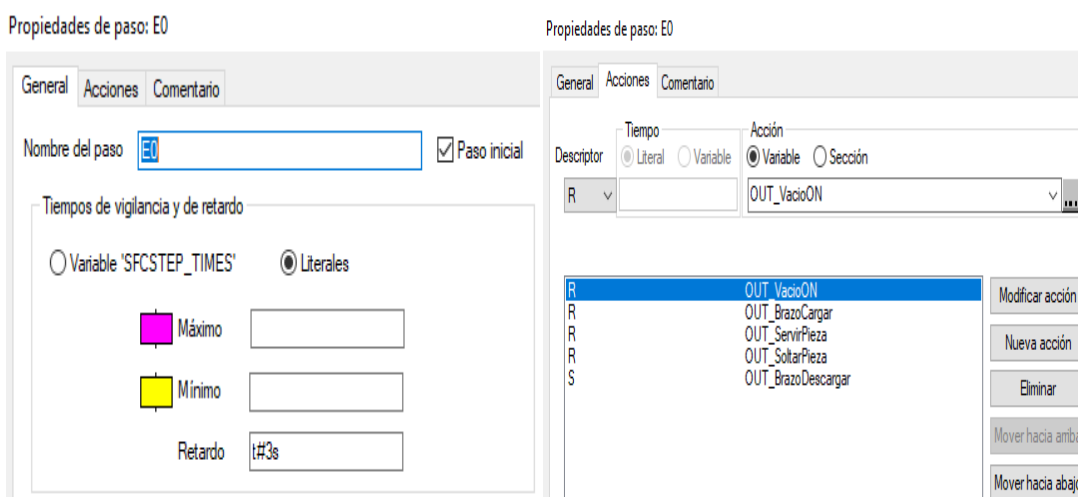 Propiedades de paso: E0
General Acciones Comentario
Nombre del paso E0 Paso inicial
Tiempos de vigilancia y de retardo
Variable 'SFCSTEP_TIMES' Literales
Máximo
Mínimo
Retardo t#3s
Propiedades de paso: E0
General Acciones Comentario
Tiempo Acción
Descriptor Literal Variable Variable Sección
R OUT_VacioON ...
R OUT_VacioON
R OUT_BrazoCargar
R OUT_ServirPieza
R OUT_SoltarPieza
S OUT_BrazoDescargar
Modificar acción
Nueva acción
Eliminar
Mover hacia arriba
Mover hacia abajo